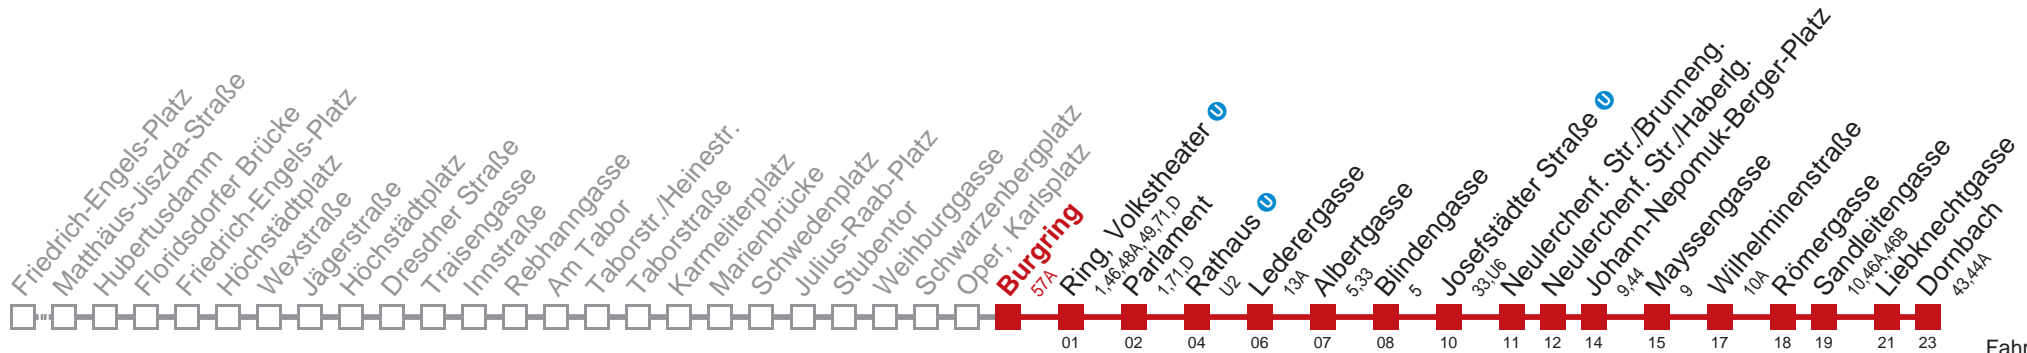 Friedrich-Engels-Platz
Matthäus-Jiszda-Straße
Hubertusdamm
Floridsdorfer Brücke
Friedrich-Engels-Platz
Höchstädtplatz
Wexstraße
Jägerstraße
Höchstädtplatz
Dresdner Straße
Traisengasse
Innstraße
Rebhanngasse
Am Tabor
Taborstr./Heinestr.
Taborstraße
Karmeliterplatz
Marienbrücke
Schwedenplatz
Julius-Raab-Platz
Stubentor
Weihburggasse
Schwarzenbergplatz
Oper, Karlsplatz
Burgring
57A
Ring, Volkstheater U
1,46,48A,49,71,D
Parlament
1,71,D
Rathaus U
U2
Lederergasse
13A
Albertgasse
5,33
Blindengasse
5
Josefstädter Straße U
33,U6
Neulerchenf. Str./Brunneng.
Neulerchenf. Str./Haberlg.
Johann-Nepomuk-Berger-Platz
9,44
Mayssengasse
9
Wilhelminenstraße
10A
Römergasse
Sandleitengasse
10,46A,46B
Liebknechtgasse
Dornbach
43,44A
01 02 04 06 07 08 10 11 12 14 15 17 18 19 21 23
Fahr